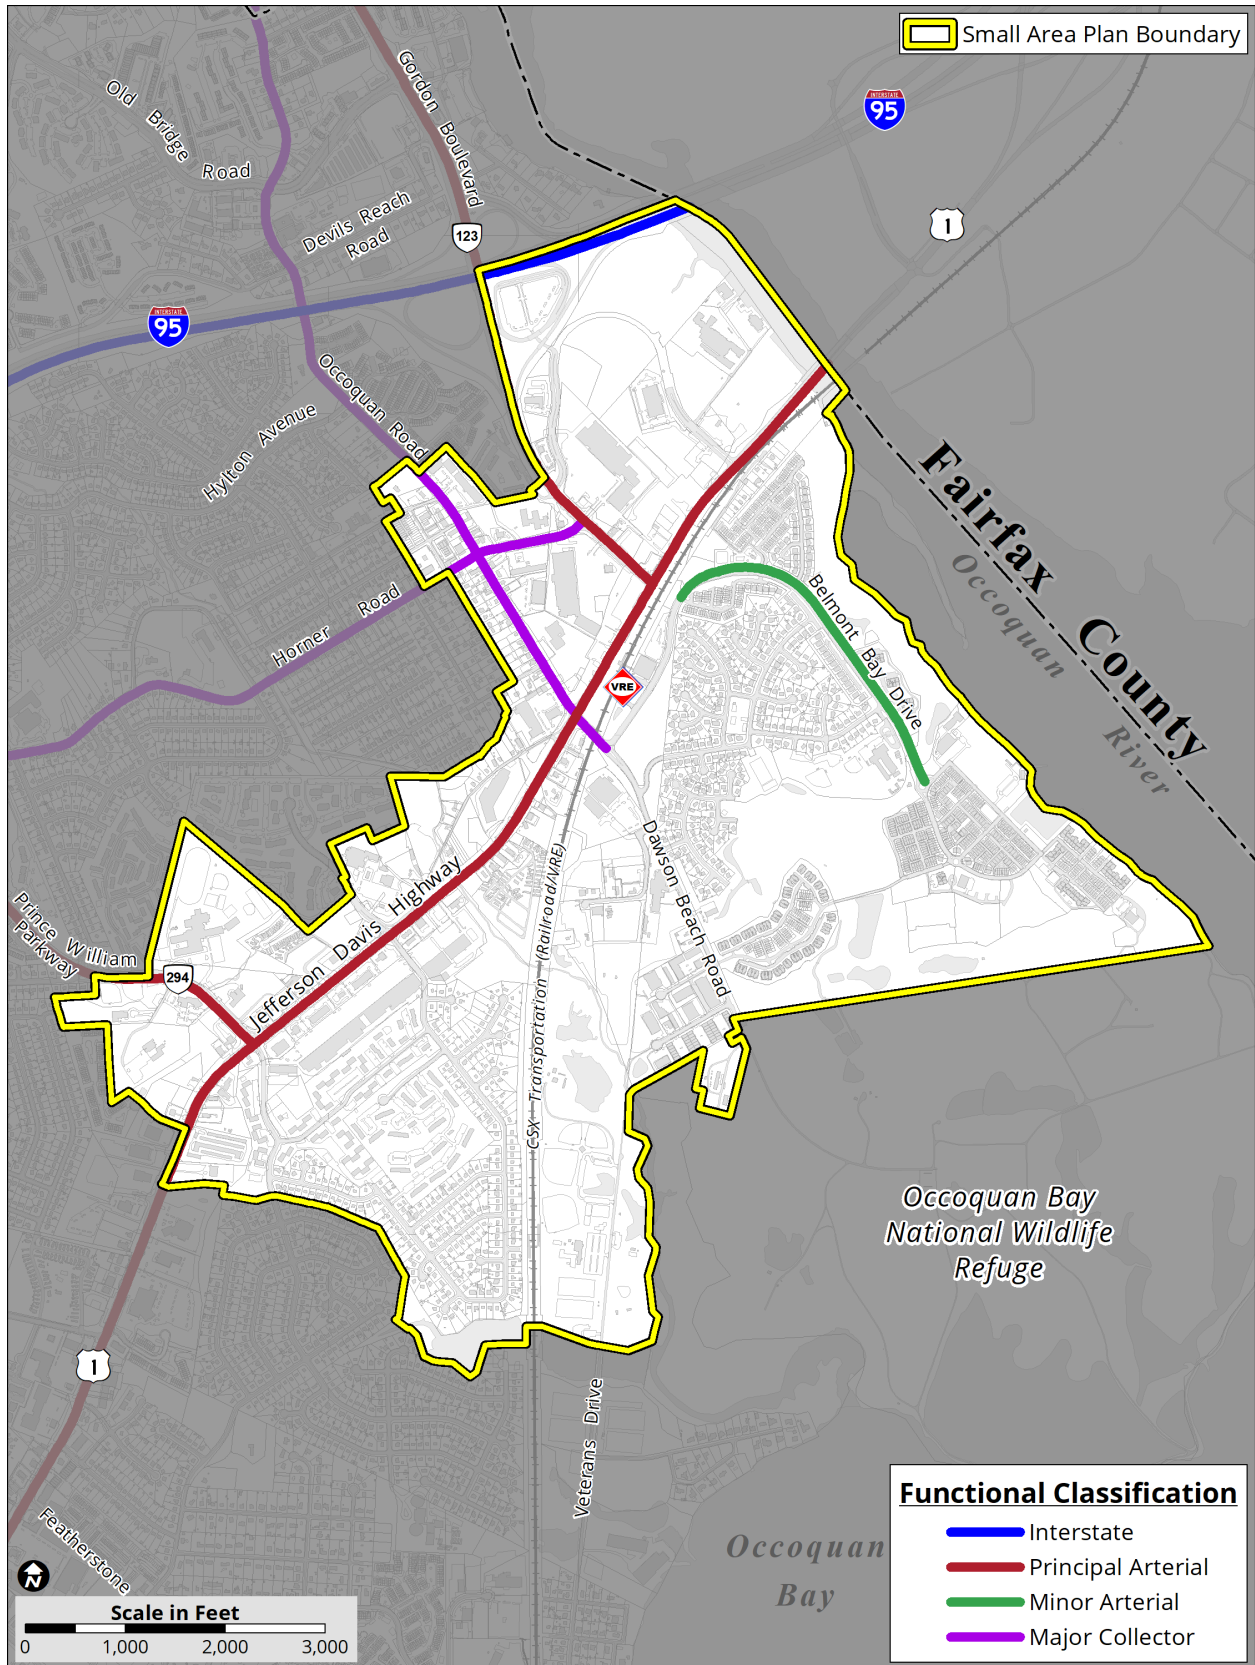 Small Area Plan Boundary
INTERSTATE
95
1
Old Bridge Road
Gordon Boulevard
123
Devils Reach
Road
INTERSTATE
95
Occoquan Road
Hylton Avenue
Horner Road
Fairfax County
Occoquan River
Belmont Bay Drive
VRE
Dawson Beach Road
Jefferson Davis Highway
CSX Transportation (Railroad/VRE)
Prince William
Parkway
294
Occoquan Bay
National Wildlife
Refuge
1
Veterans Drive
Featherstone
Occoquan
Bay
N
Scale in Feet
0 1,000 2,000 3,000
Functional Classification
Interstate
Principal Arterial
Minor Arterial
Major Collector